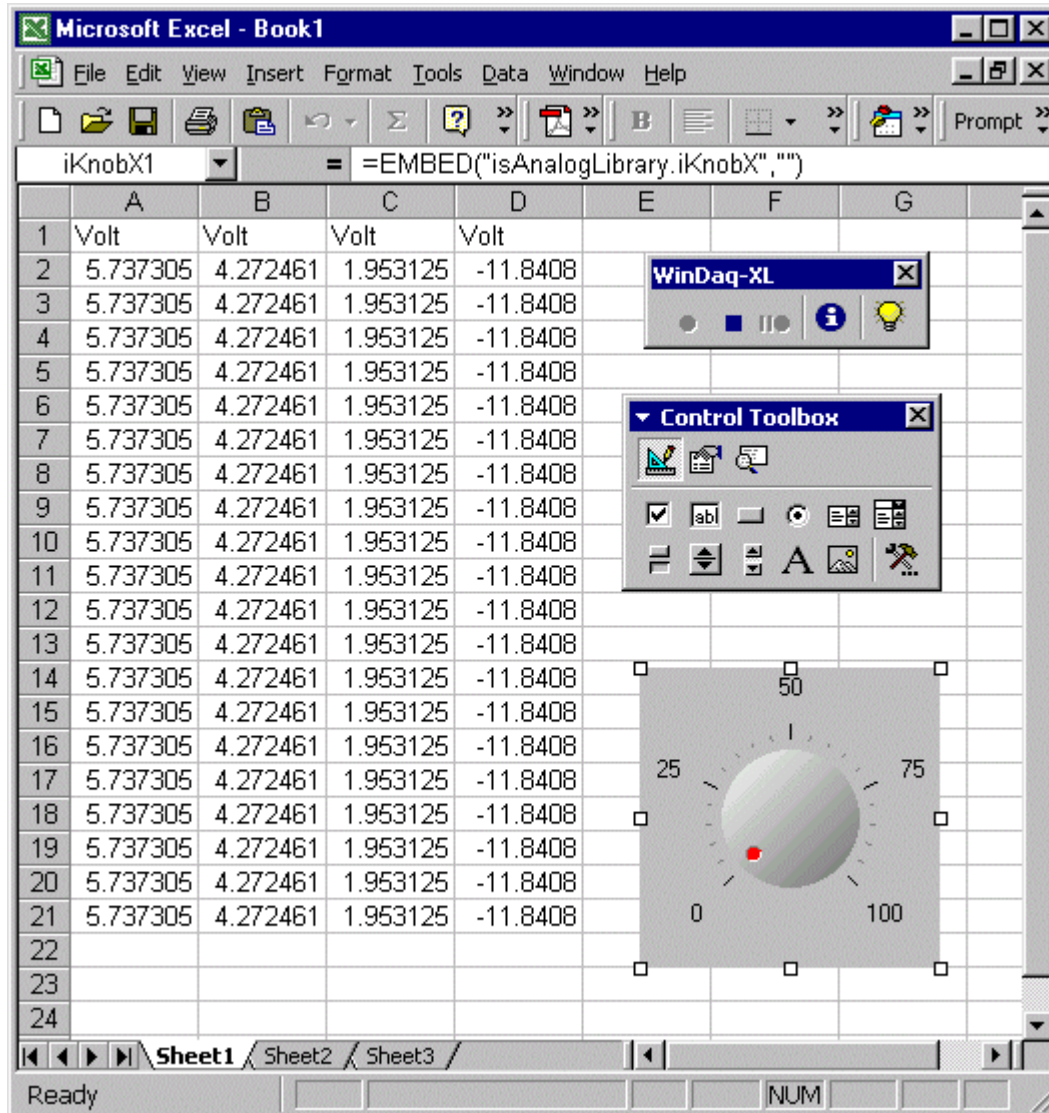 Microsoft Excel - Book1
File Edit View Insert Format Tools Data Window Help
Σ ? B Prompt
iKnobX1 = =EMBED("isAnalogLibrary.iKnobX","")
A B C D E F G
1 Volt Volt Volt Volt
2 5.737305 4.272461 1.953125 -11.8408
3 5.737305 4.272461 1.953125 -11.8408
4 5.737305 4.272461 1.953125 -11.8408
5 5.737305 4.272461 1.953125 -11.8408
6 5.737305 4.272461 1.953125 -11.8408
7 5.737305 4.272461 1.953125 -11.8408
8 5.737305 4.272461 1.953125 -11.8408
9 5.737305 4.272461 1.953125 -11.8408
10 5.737305 4.272461 1.953125 -11.8408
11 5.737305 4.272461 1.953125 -11.8408
12 5.737305 4.272461 1.953125 -11.8408
13 5.737305 4.272461 1.953125 -11.8408
14 5.737305 4.272461 1.953125 -11.8408
15 5.737305 4.272461 1.953125 -11.8408
16 5.737305 4.272461 1.953125 -11.8408
17 5.737305 4.272461 1.953125 -11.8408
18 5.737305 4.272461 1.953125 -11.8408
19 5.737305 4.272461 1.953125 -11.8408
20 5.737305 4.272461 1.953125 -11.8408
21 5.737305 4.272461 1.953125 -11.8408
22
23
24
WinDaq-XL
i
Control Toolbox
abl
A
50
25 75
0 100
Sheet1 Sheet2 Sheet3
Ready NUM